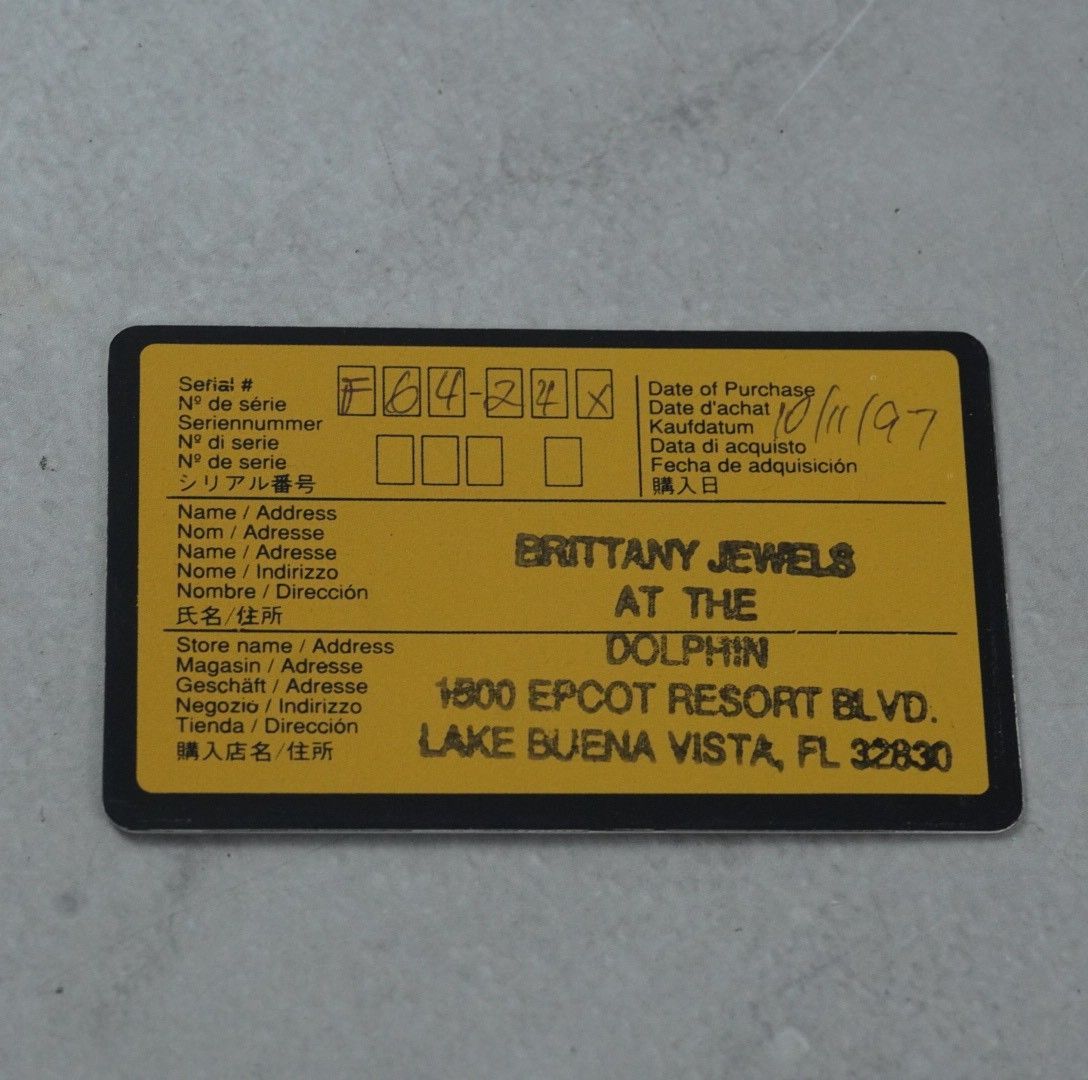 Serial #
Nº de série
Seriennummer
Nº di serie
Nº de serie
シリアル番号
F64-24X
Date of Purchase
Date d'achat
Kaufdatum
Data di acquisto
Fecha de adquisición
購入日
10/11/97
Name / Address
Nom / Adresse
Name / Adresse
Nome / Indirizzo
Nombre / Dirección
氏名/住所
Store name / Address
Magasin / Adresse
Geschäft / Adresse
Negozio / Indirizzo
Tienda / Dirección
購入店名/住所
BRITTANY JEWELS
AT THE
DOLPHIN
1500 EPCOT RESORT BLVD.
LAKE BUENA VISTA, FL 32830